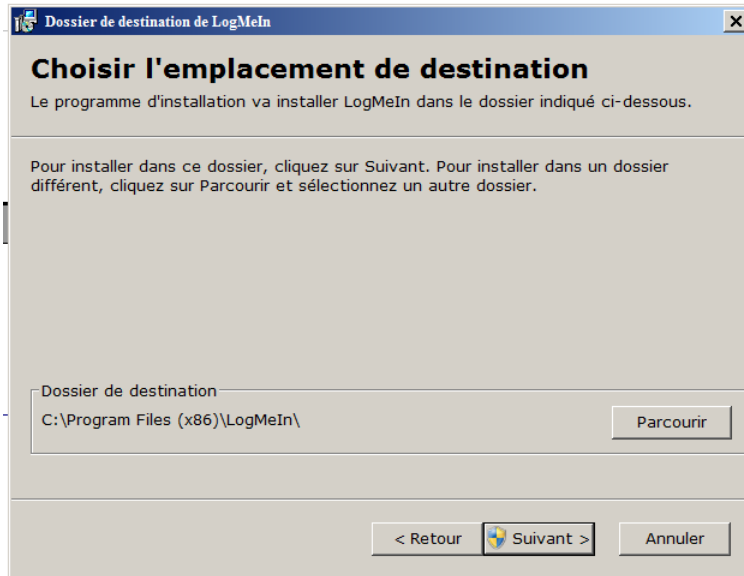 Dossier de destination de LogMeIn
Choisir l'emplacement de destination
Le programme d'installation va installer LogMeIn dans le dossier indiqué ci-dessous.
Pour installer dans ce dossier, cliquez sur Suivant. Pour installer dans un dossier
différent, cliquez sur Parcourir et sélectionnez un autre dossier.
Dossier de destination
C:\Program Files (x86)\LogMeIn\
Parcourir
< Retour
Suivant >
Annuler